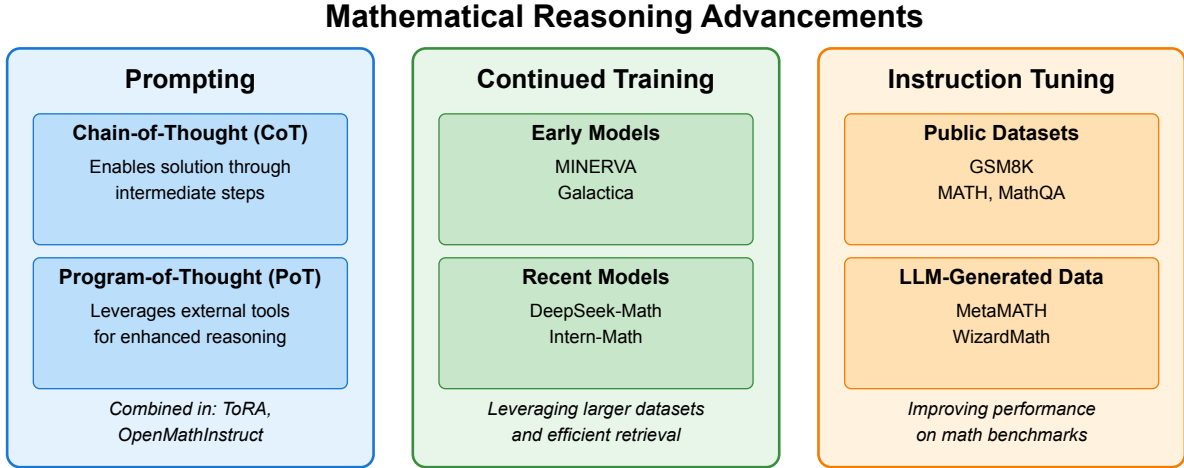 Mathematical Reasoning Advancements
Prompting
Chain-of-Thought (CoT)
Enables solution through
intermediate steps
Program-of-Thought (PoT)
Leverages external tools
for enhanced reasoning
Combined in: ToRA,
OpenMathInstruct
Continued Training
Early Models
MINERVA
Galactica
Recent Models
DeepSeek-Math
Intern-Math
Leveraging larger datasets
and efficient retrieval
Instruction Tuning
Public Datasets
GSM8K
MATH, MathQA
LLM-Generated Data
MetaMATH
WizardMath
Improving performance
on math benchmarks